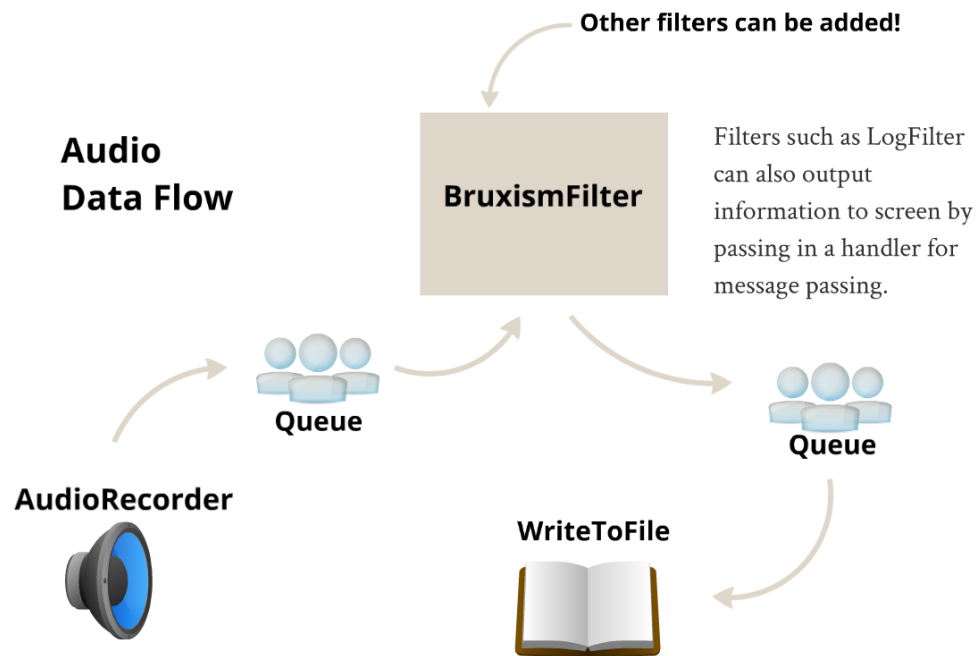 Other filters can be added!
Audio
Data Flow
BruxismFilter
Filters such as LogFilter
can also output
information to screen by
passing in a handler for
message passing.
Queue
Queue
AudioRecorder
WriteToFile